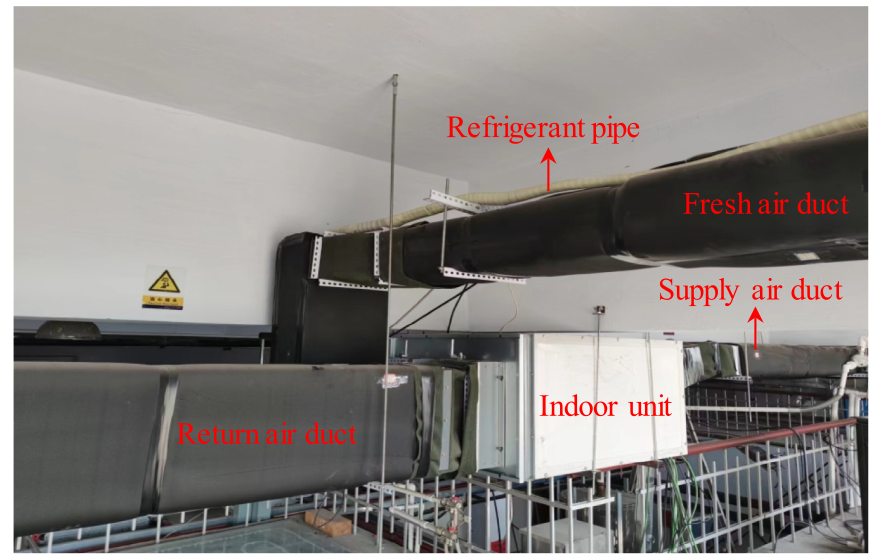 Refrigerant pipe
Fresh air duct
Supply air duct
Indoor unit
Return air duct